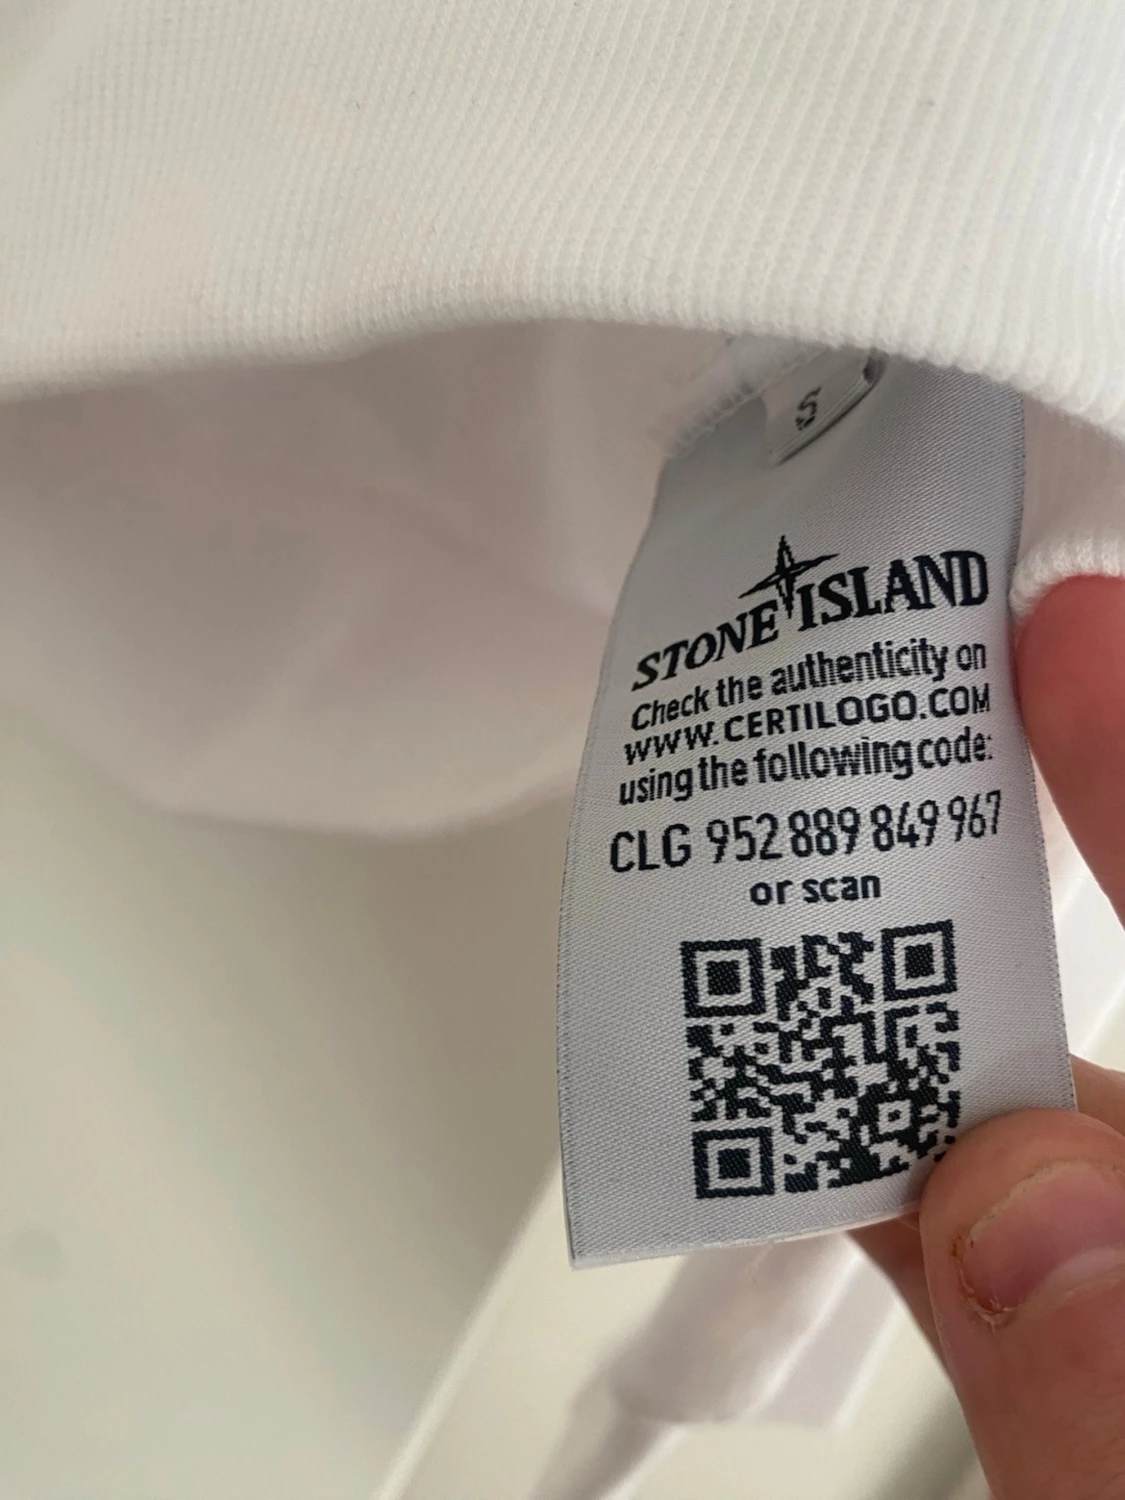 S
STONE ISLAND
Check the authenticity on
WWW.CERTILOGO.COM
using the following code:
CLG 952 889 849 967
or scan